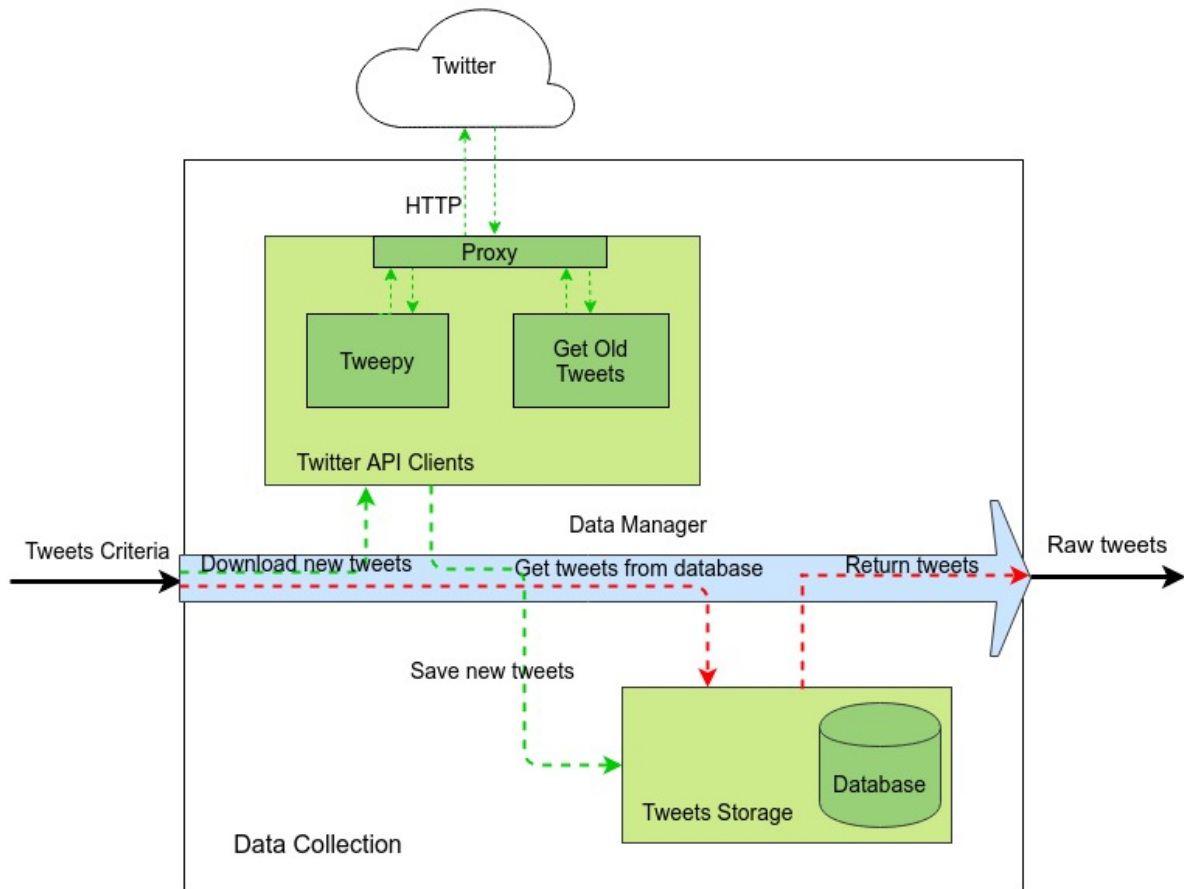 Twitter
HTTP
Proxy
Tweepy
Get Old
Tweets
Twitter API Clients
Data Manager
Tweets Criteria
Download new tweets
Get tweets from database
Return tweets
Raw tweets
Save new tweets
Database
Tweets Storage
Data Collection